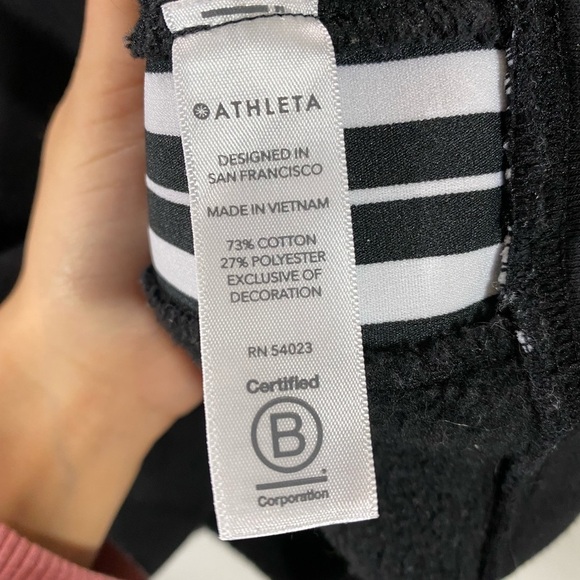 ATHLETA
DESIGNED IN
SAN FRANCISCO
MADE IN VIETNAM
73% COTTON
27% POLYESTER
EXCLUSIVE OF
DECORATION
RN 54023
Certified
B
Corporation